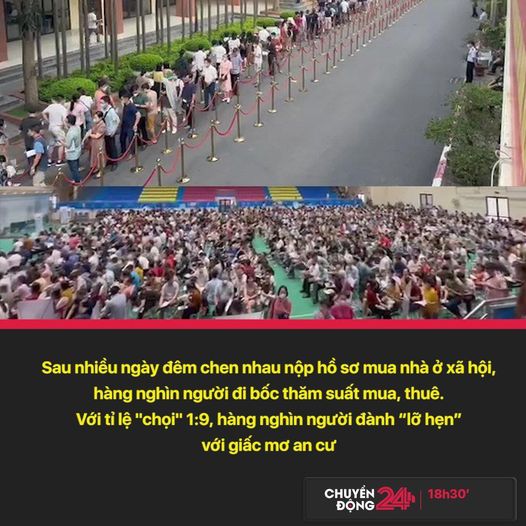 Sau nhiều ngày đêm chen nhau nộp hồ sơ mua nhà ở xã hội,
hàng nghìn người đi bốc thăm suất mua, thuê.
Với tỉ lệ "chọi" 1:9, hàng nghìn người đành “lỡ hẹn”
với giấc mơ an cư
CHUYỂN
ĐỘNG 24h 18h30’